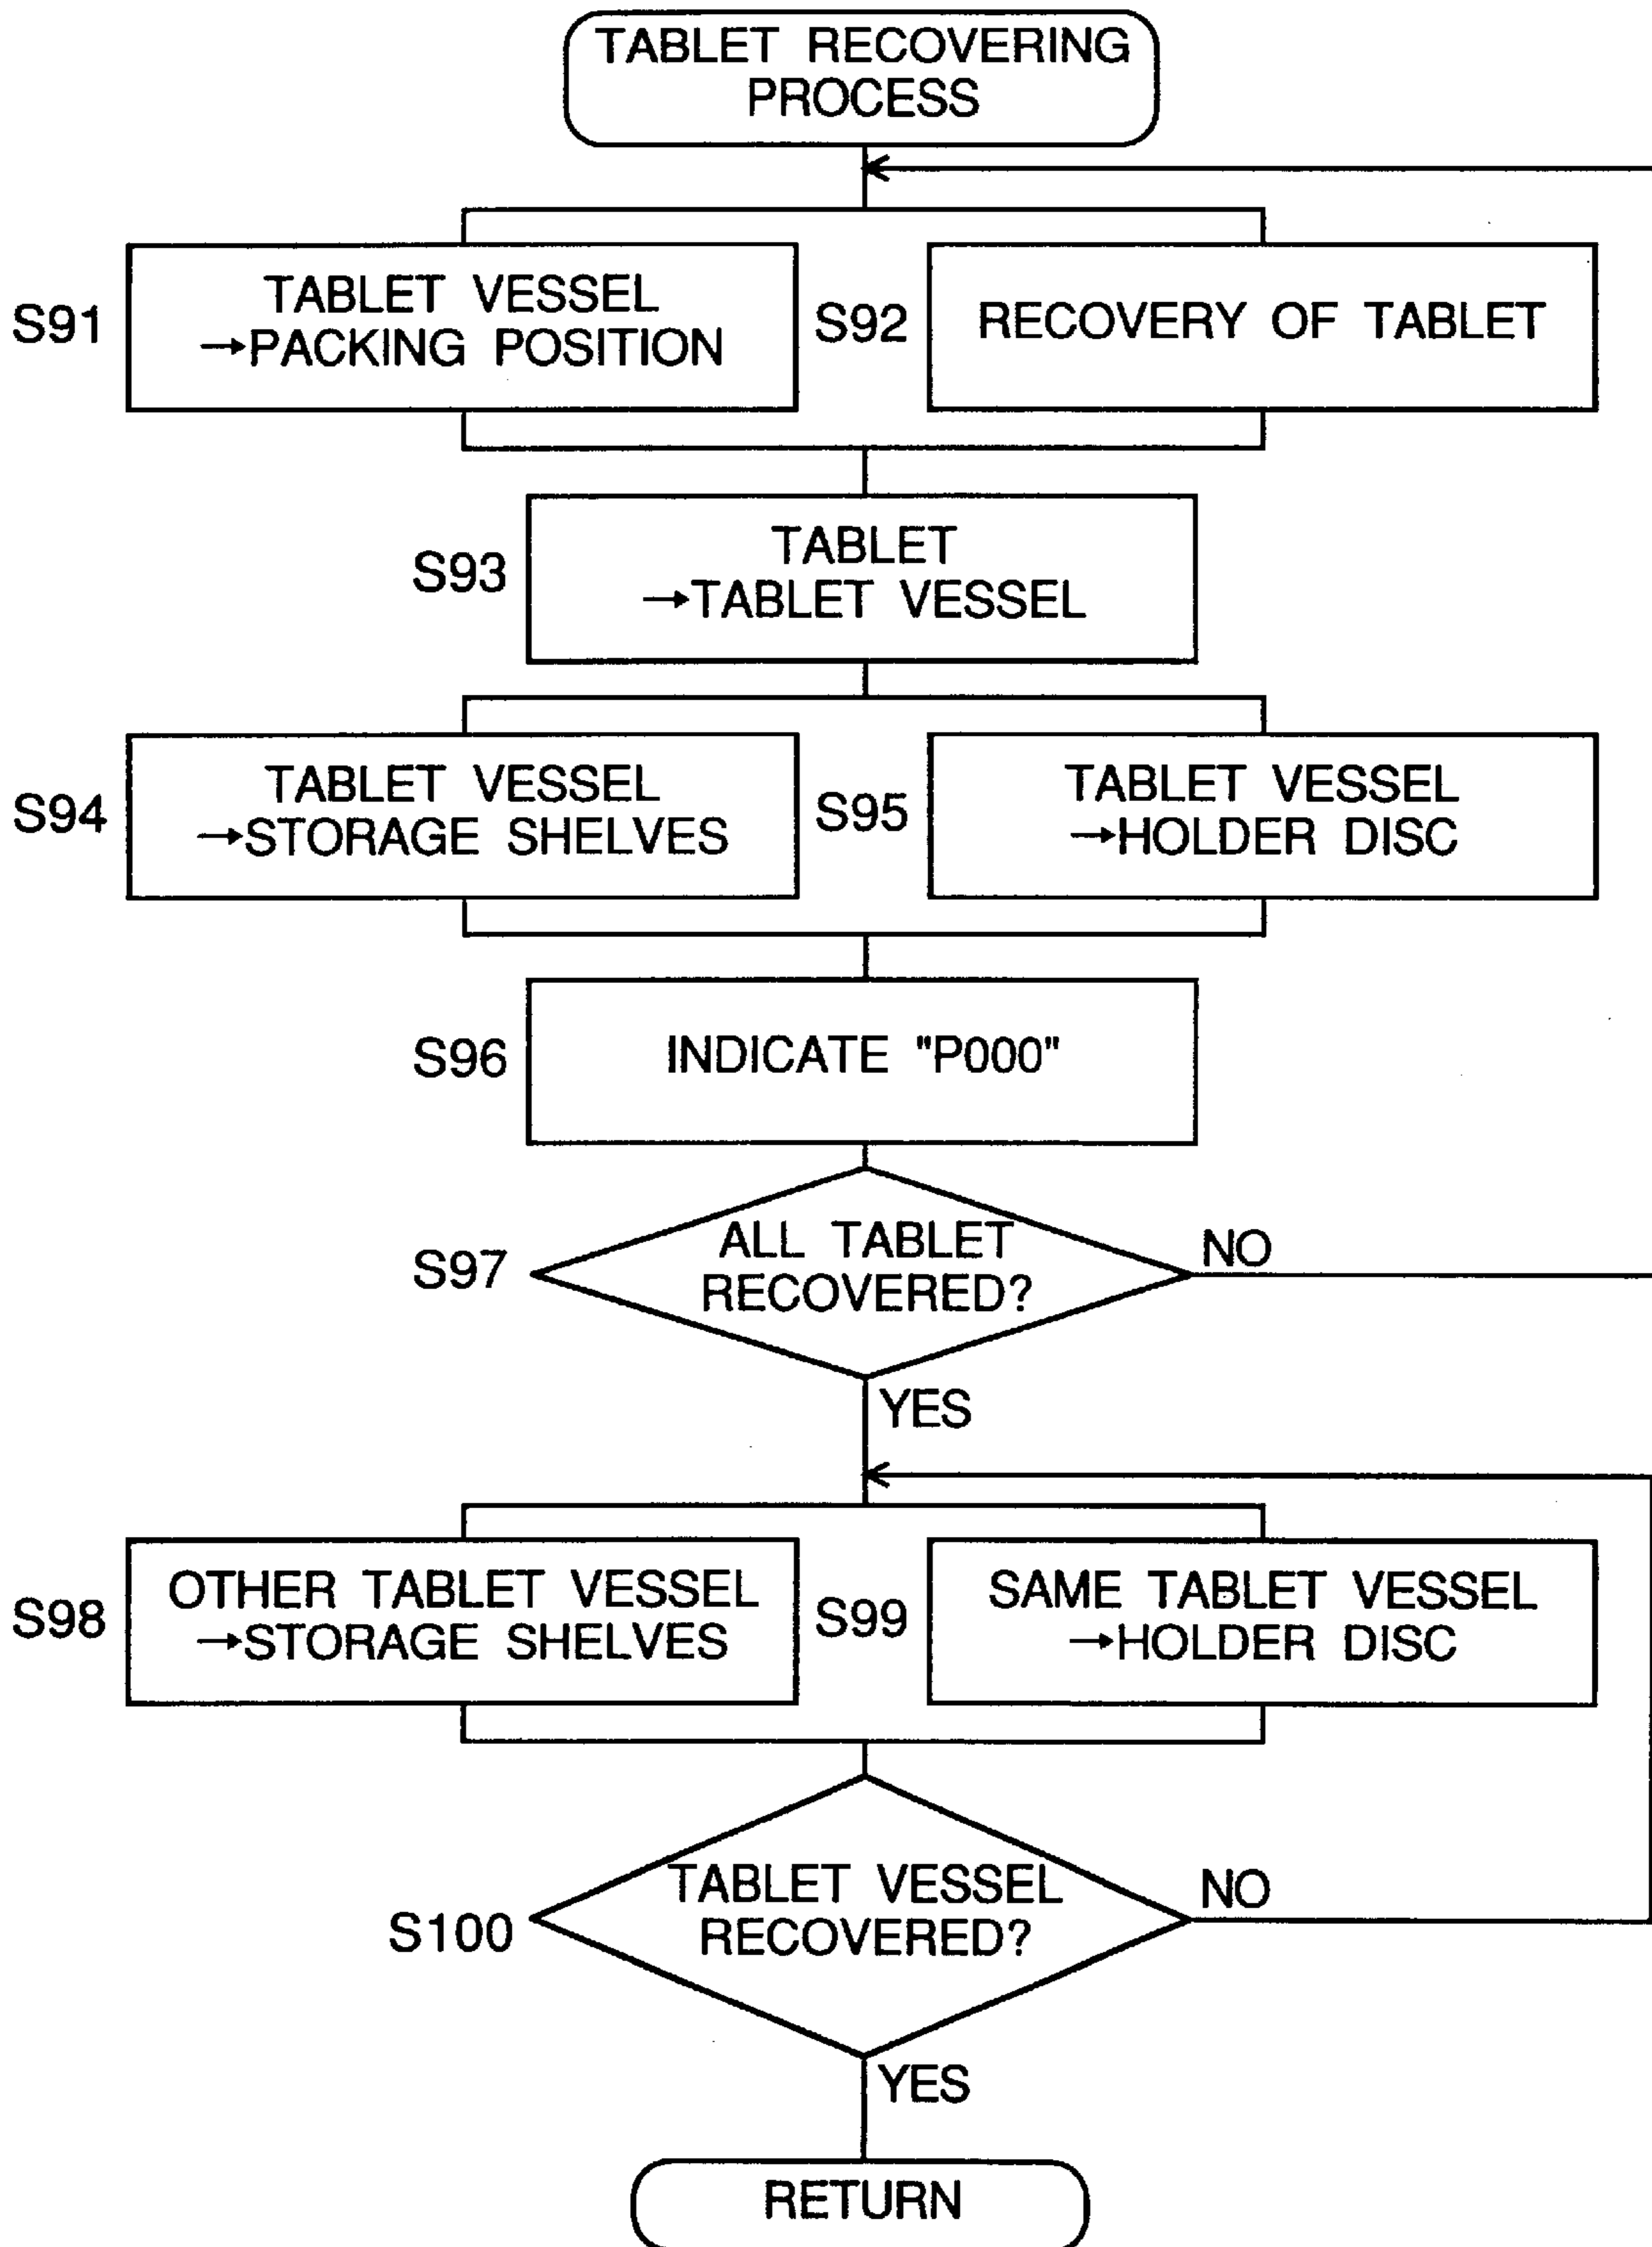 TABLET RECOVERING
PROCESS
S91
TABLET VESSEL
→PACKING POSITION
S92
RECOVERY OF TABLET
S93
TABLET
→TABLET VESSEL
S94
TABLET VESSEL
→STORAGE SHELVES
S95
TABLET VESSEL
→HOLDER DISC
S96
INDICATE "P000"
S97
ALL TABLET
RECOVERED?
NO
YES
S98
OTHER TABLET VESSEL
→STORAGE SHELVES
S99
SAME TABLET VESSEL
→HOLDER DISC
S100
TABLET VESSEL
RECOVERED?
NO
YES
RETURN